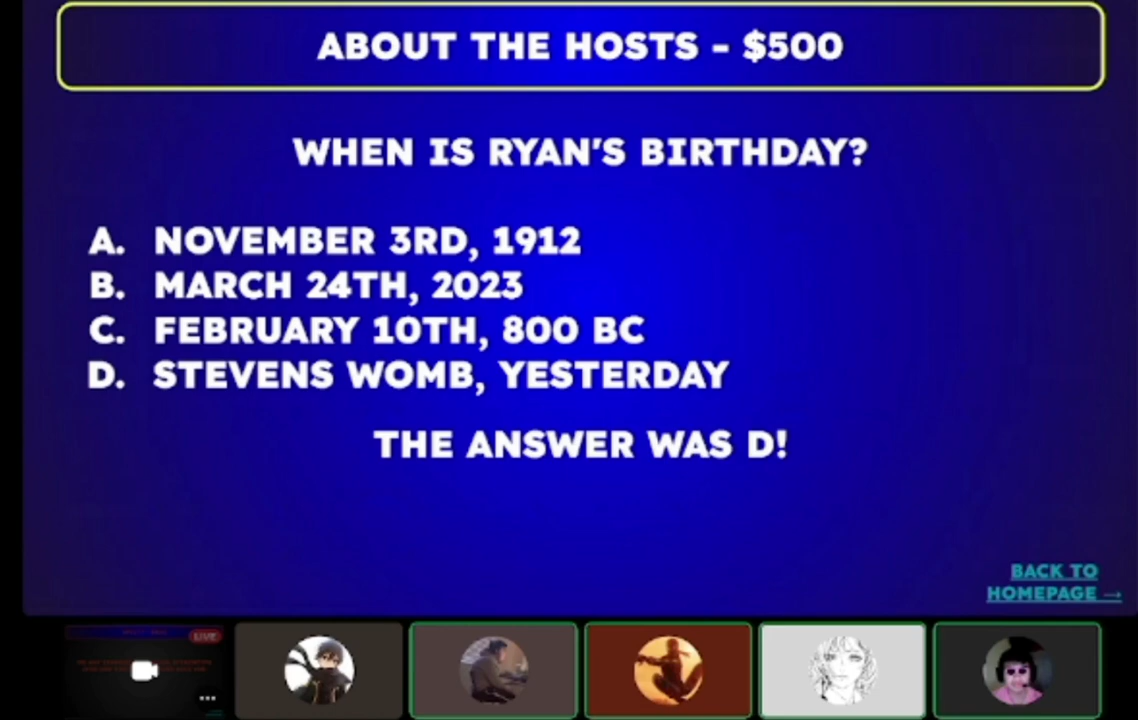 ABOUT THE HOSTS - $500
WHEN IS RYAN'S BIRTHDAY?
A. NOVEMBER 3RD, 1912
B. MARCH 24TH, 2023
C. FEBRUARY 10TH, 800 BC
D. STEVENS WOMB, YESTERDAY
THE ANSWER WAS D!
BACK TO
HOMEPAGE →
LIVE